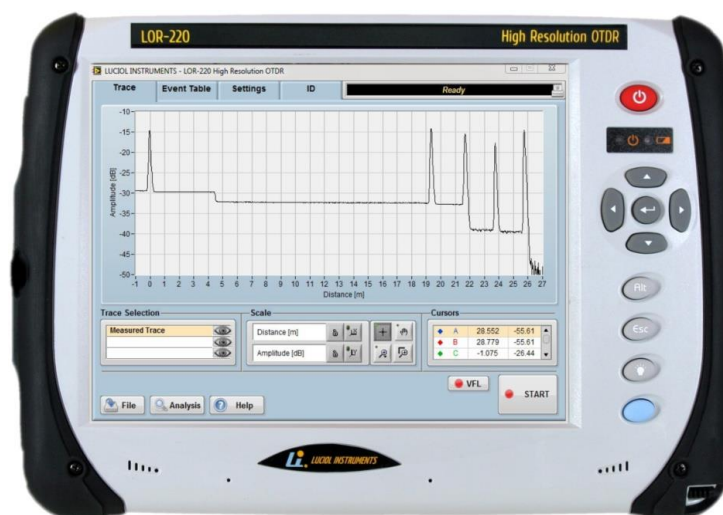 LOR-220 High Resolution OTDR
LUCIOL INSTRUMENTS - LOR-220 High Resolution OTDR
Trace Event Table Settings ID Ready
-10
-15
-20
-25
-30
-35
-40
-45
-50
Amplitude [dB]
-1 0 1 2 3 4 5 6 7 8 9 10 11 12 13 14 15 16 17 18 19 20 21 22 23 24 25 26 27
Distance [m]
Trace Selection Scale Cursors
Measured Trace Distance [m] A 28.552 -55.61
B 28.779 -55.61
Amplitude [dB] C -1.075 -26.44
VFL
File Analysis Help START
Alt
Esc
LUCIOL INSTRUMENTS